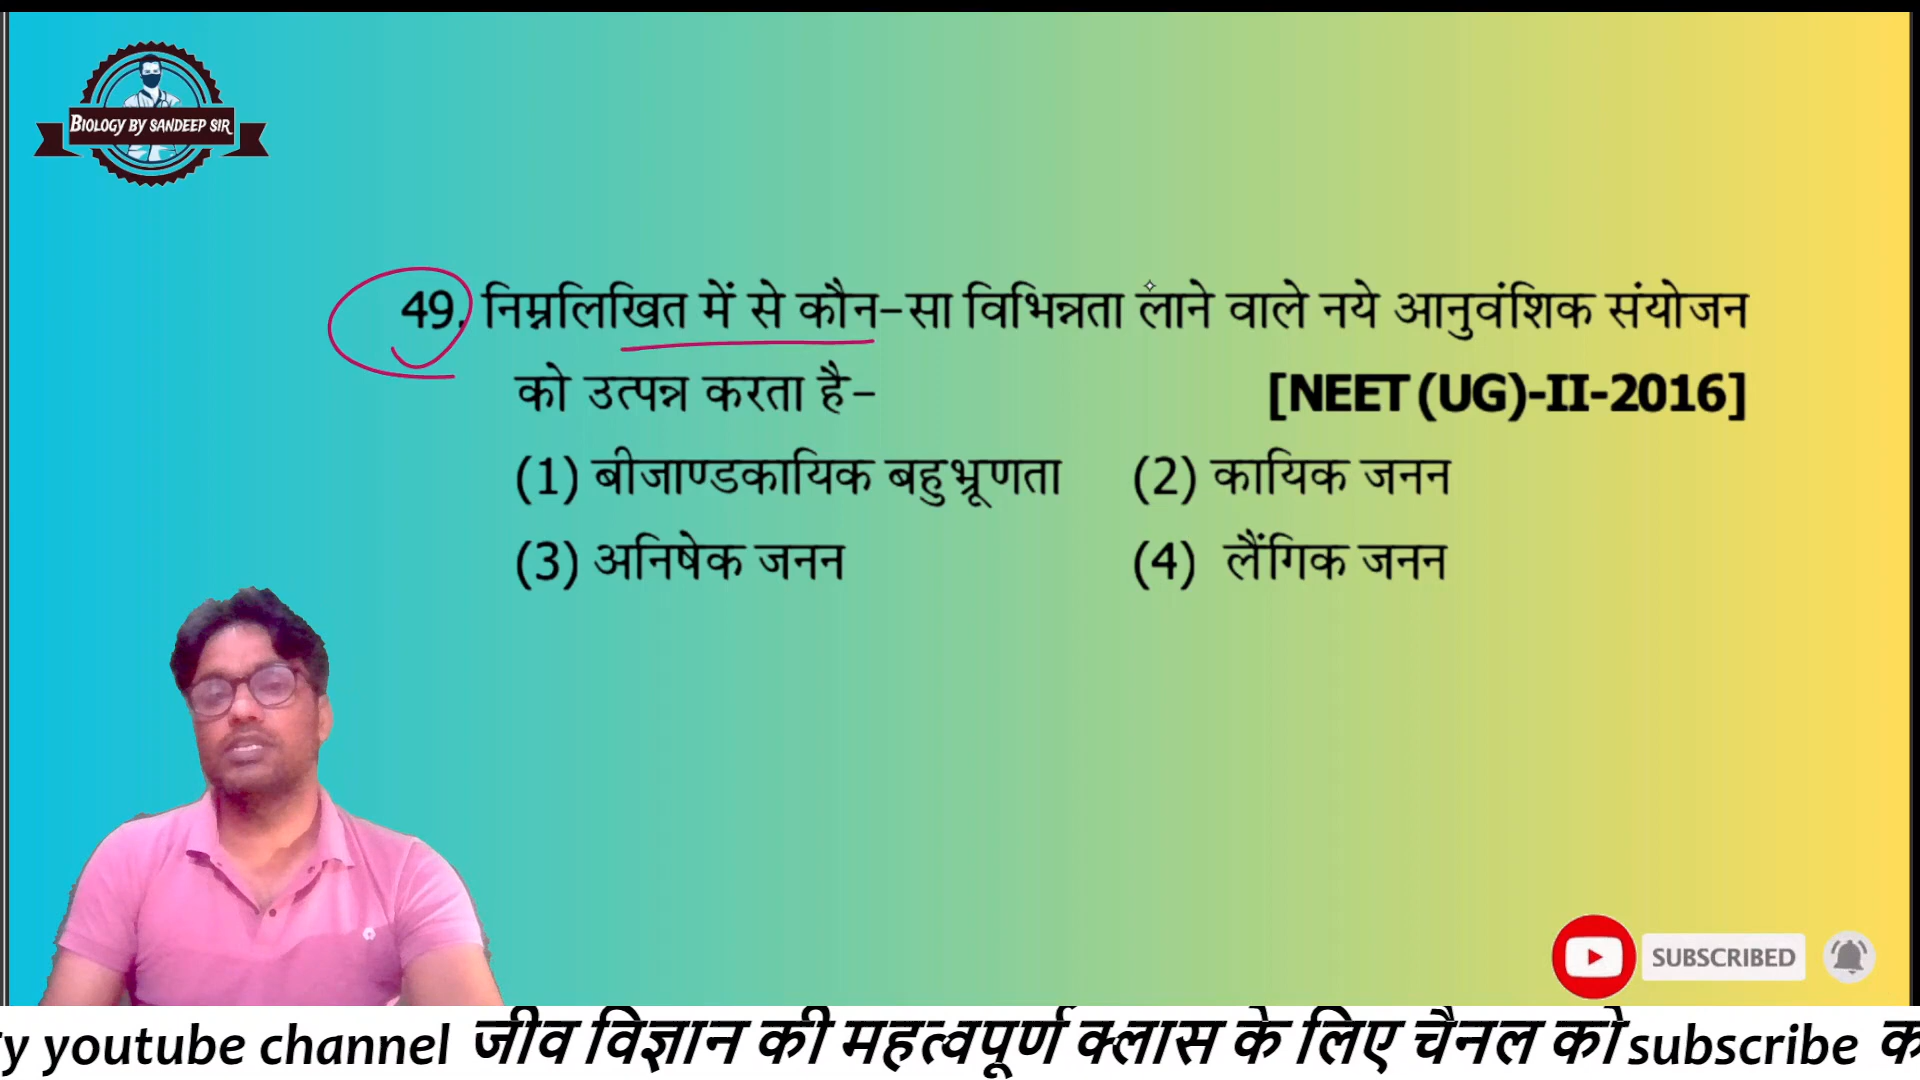 BIOLOGY BY SANDEEP SIR
49. निम्नलिखित में से कौन-सा विभिन्नता लाने वाले नये आनुवंशिक संयोजन
को उत्पन्न करता है- [NEET (UG)-II-2016]
(1) बीजाण्डकायिक बहुभ्रूणता (2) कायिक जनन
(3) अनिषेक जनन (4) लैंगिक जनन
SUBSCRIBED
y youtube channel जीव विज्ञान की महत्वपूर्ण क्लास के लिए चैनल को subscribe क